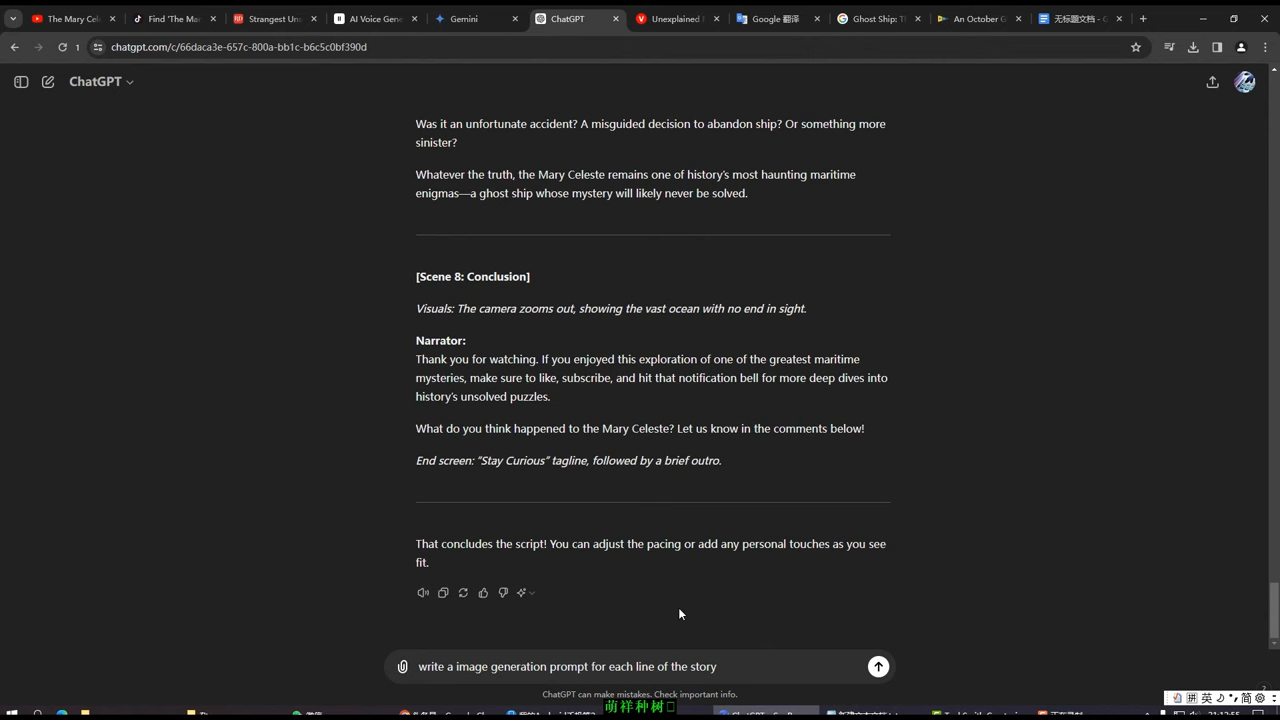 The Mary Cel
Find 'The Mar
Strangest Uns
AI Voice Gene
Gemini
ChatGPT
Unexplained M
Google 翻译
Ghost Ship: Th
An October G
无标题文档 - G
1
chatgpt.com/c/66daca3e-657c-800a-bb1c-b6c5c0bf390d
ChatGPT
Was it an unfortunate accident? A misguided decision to abandon ship? Or something more
sinister?
Whatever the truth, the Mary Celeste remains one of history's most haunting maritime
enigmas—a ghost ship whose mystery will likely never be solved.
[Scene 8: Conclusion]
Visuals: The camera zooms out, showing the vast ocean with no end in sight.
Narrator:
Thank you for watching. If you enjoyed this exploration of one of the greatest maritime
mysteries, make sure to like, subscribe, and hit that notification bell for more deep dives into
history's unsolved puzzles.
What do you think happened to the Mary Celeste? Let us know in the comments below!
End screen: "Stay Curious" tagline, followed by a brief outro.
That concludes the script! You can adjust the pacing or add any personal touches as you see
fit.
write a image generation prompt for each line of the story
ChatGPT can make mistakes. Check important info.
?
拼 英 简
萌祥种树